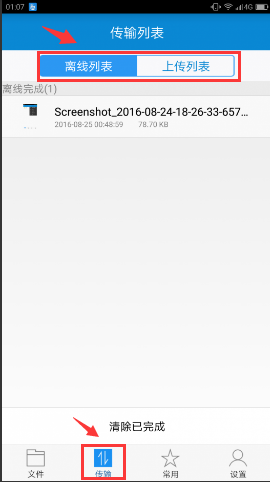 01:07 4G
传输列表
离线列表 上传列表
离线完成(1)
Screenshot_2016-08-24-18-26-33-657...
2016-08-25 00:48:59 78.70 KB
清除已完成
文件 传输 常用 设置